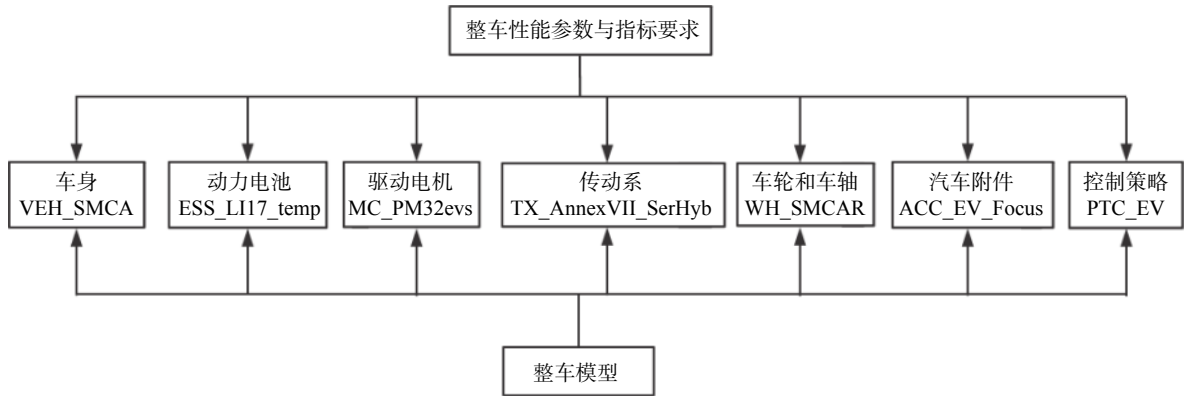 整车性能参数与指标要求
车身
VEH_SMCA
动力电池
ESS_LI17_temp
驱动电机
MC_PM32evs
传动系
TX_AnnexVII_SerHyb
车轮和车轴
WH_SMCAR
汽车附件
ACC_EV_Focus
控制策略
PTC_EV
整车模型